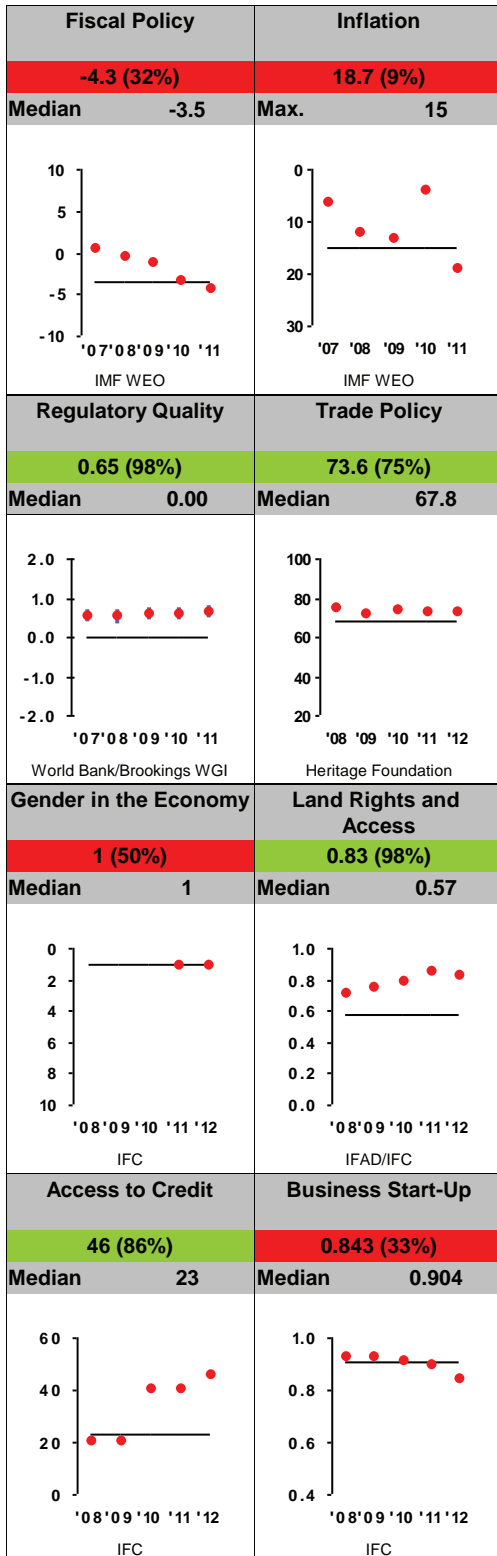 Fiscal Policy
-4.3 (32%)
Median -3.5
10
5
0
-5
-10
'07 '08 '09 '10 '11
IMF WEO
Inflation
18.7 (9%)
Max. 15
0
10
20
30
'07 '08 '09 '10 '11
IMF WEO
Regulatory Quality
0.65 (98%)
Median 0.00
2.0
1.0
0.0
-1.0
-2.0
'07 '08 '09 '10 '11
World Bank/Brookings WGI
Trade Policy
73.6 (75%)
Median 67.8
100
80
60
40
20
'08 '09 '10 '11 '12
Heritage Foundation
Gender in the Economy
1 (50%)
Median 1
0
2
4
6
8
10
'08 '09 '10 '11 '12
IFC
Land Rights and
Access
0.83 (98%)
Median 0.57
1.0
0.8
0.6
0.4
0.2
0.0
'08 '09 '10 '11 '12
IFAD/IFC
Access to Credit
46 (86%)
Median 23
60
40
20
0
'08 '09 '10 '12
IFC
Business Start-Up
0.843 (33%)
Median 0.904
1.0
0.8
0.6
0.4
'08 '09 '10 '11 '12
IFC